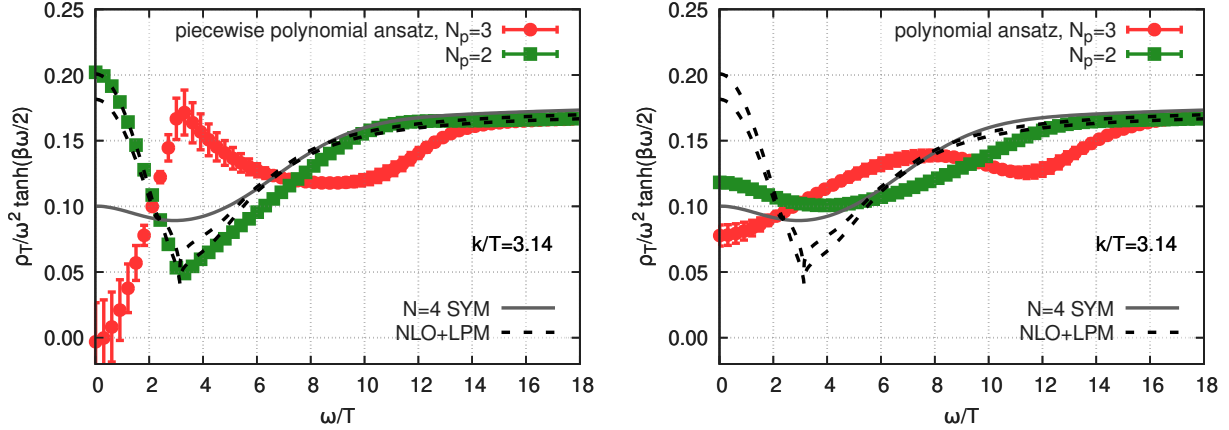 0.25
0.20
0.15
0.10
0.05
0.00
ρ_T/ω² tanh(βω/2)
piecewise polynomial ansatz, N_p=3
N_p=2
k/T=3.14
N=4 SYM
NLO+LPM
0 2 4 6 8 10 12 14 16 18
ω/T
0.25
0.20
0.15
0.10
0.05
0.00
ρ_T/ω² tanh(βω/2)
polynomial ansatz, N_p=3
N_p=2
k/T=3.14
N=4 SYM
NLO+LPM
0 2 4 6 8 10 12 14 16 18
ω/T